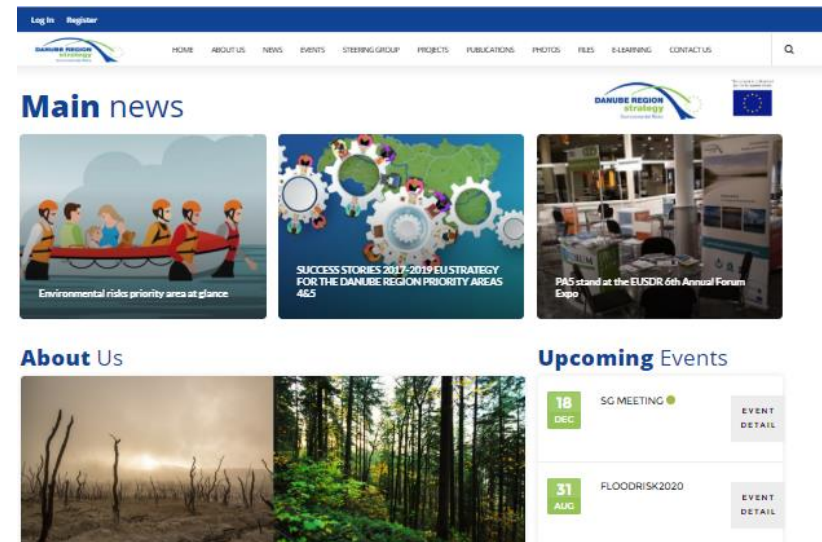 Log In Register
DANUBE REGION
strategy
HOME ABOUT US NEWS EVENTS STEERING GROUP PROJECTS PUBLICATIONS PHOTOS FILES E-LEARNING CONTACT US
Main news
DANUBE REGION
strategy
Environmental risks priority area at glance
SUCCESS STORIES 2017-2019 EU STRATEGY
FOR THE DANUBE REGION PRIORITY AREAS
4&5
PA5 stand at the EUSDR 6th Annual Forum
Expo
About Us
Upcoming Events
18
DEC
SG MEETING
EVENT
DETAIL
31
AUG
FLOODRISK2020
EVENT
DETAIL